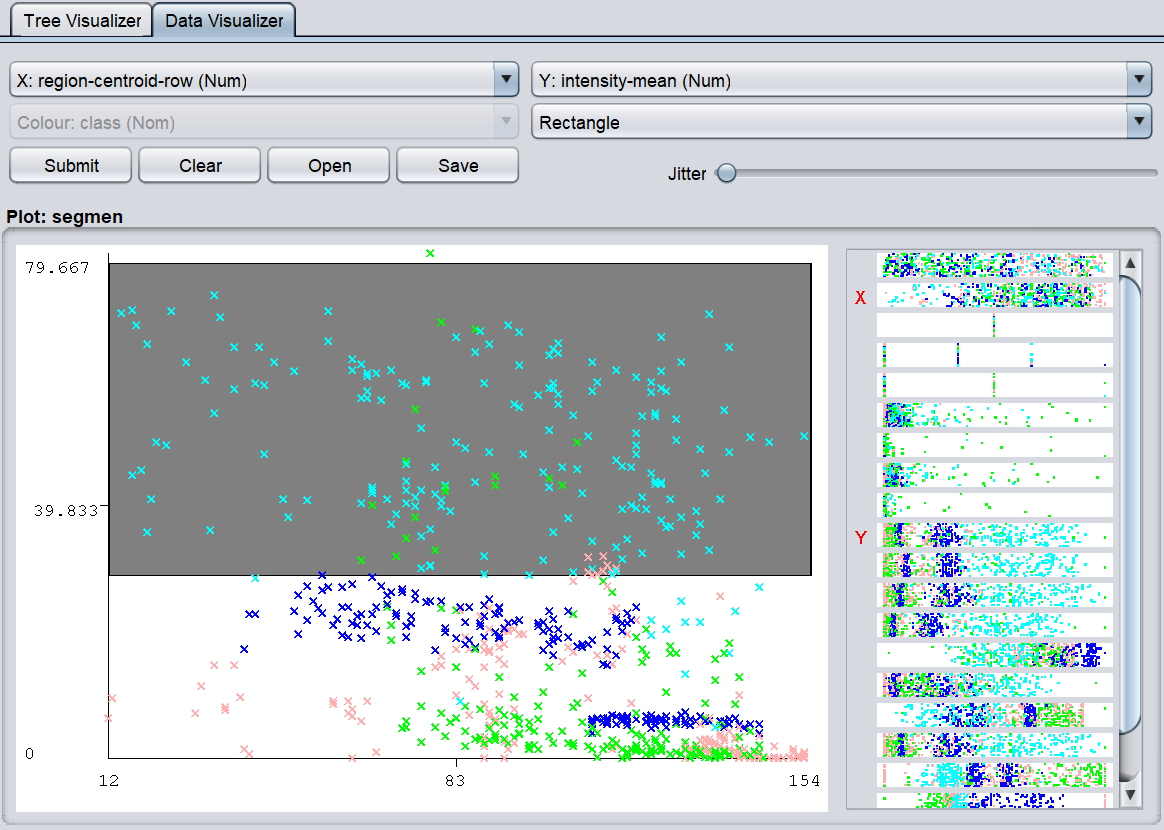 Tree Visualizer Data Visualizer
X: region-centroid-row (Num) Y: intensity-mean (Num)
Colour: class (Nom) Rectangle
Submit Clear Open Save
Jitter
Plot: segmen
79.667
X
39.833
Y
0
12 83 154